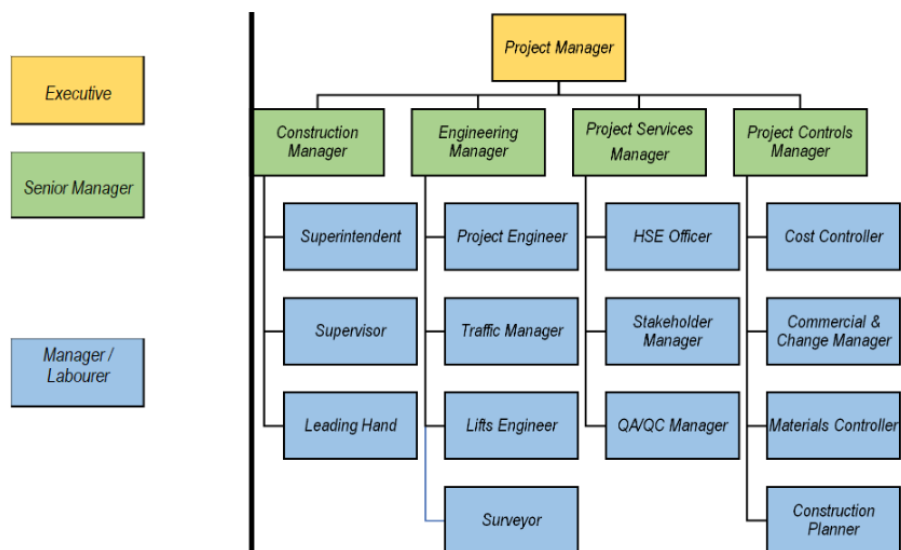 Executive
Senior Manager
Manager /
Labourer
Project Manager
Construction
Manager
Engineering
Manager
Project Services
Manager
Project Controls
Manager
Superintendent
Supervisor
Leading Hand
Project Engineer
Traffic Manager
Lifts Engineer
Surveyor
HSE Officer
Stakeholder
Manager
QA/QC Manager
Cost Controller
Commercial &
Change Manager
Materials Controller
Construction
Planner